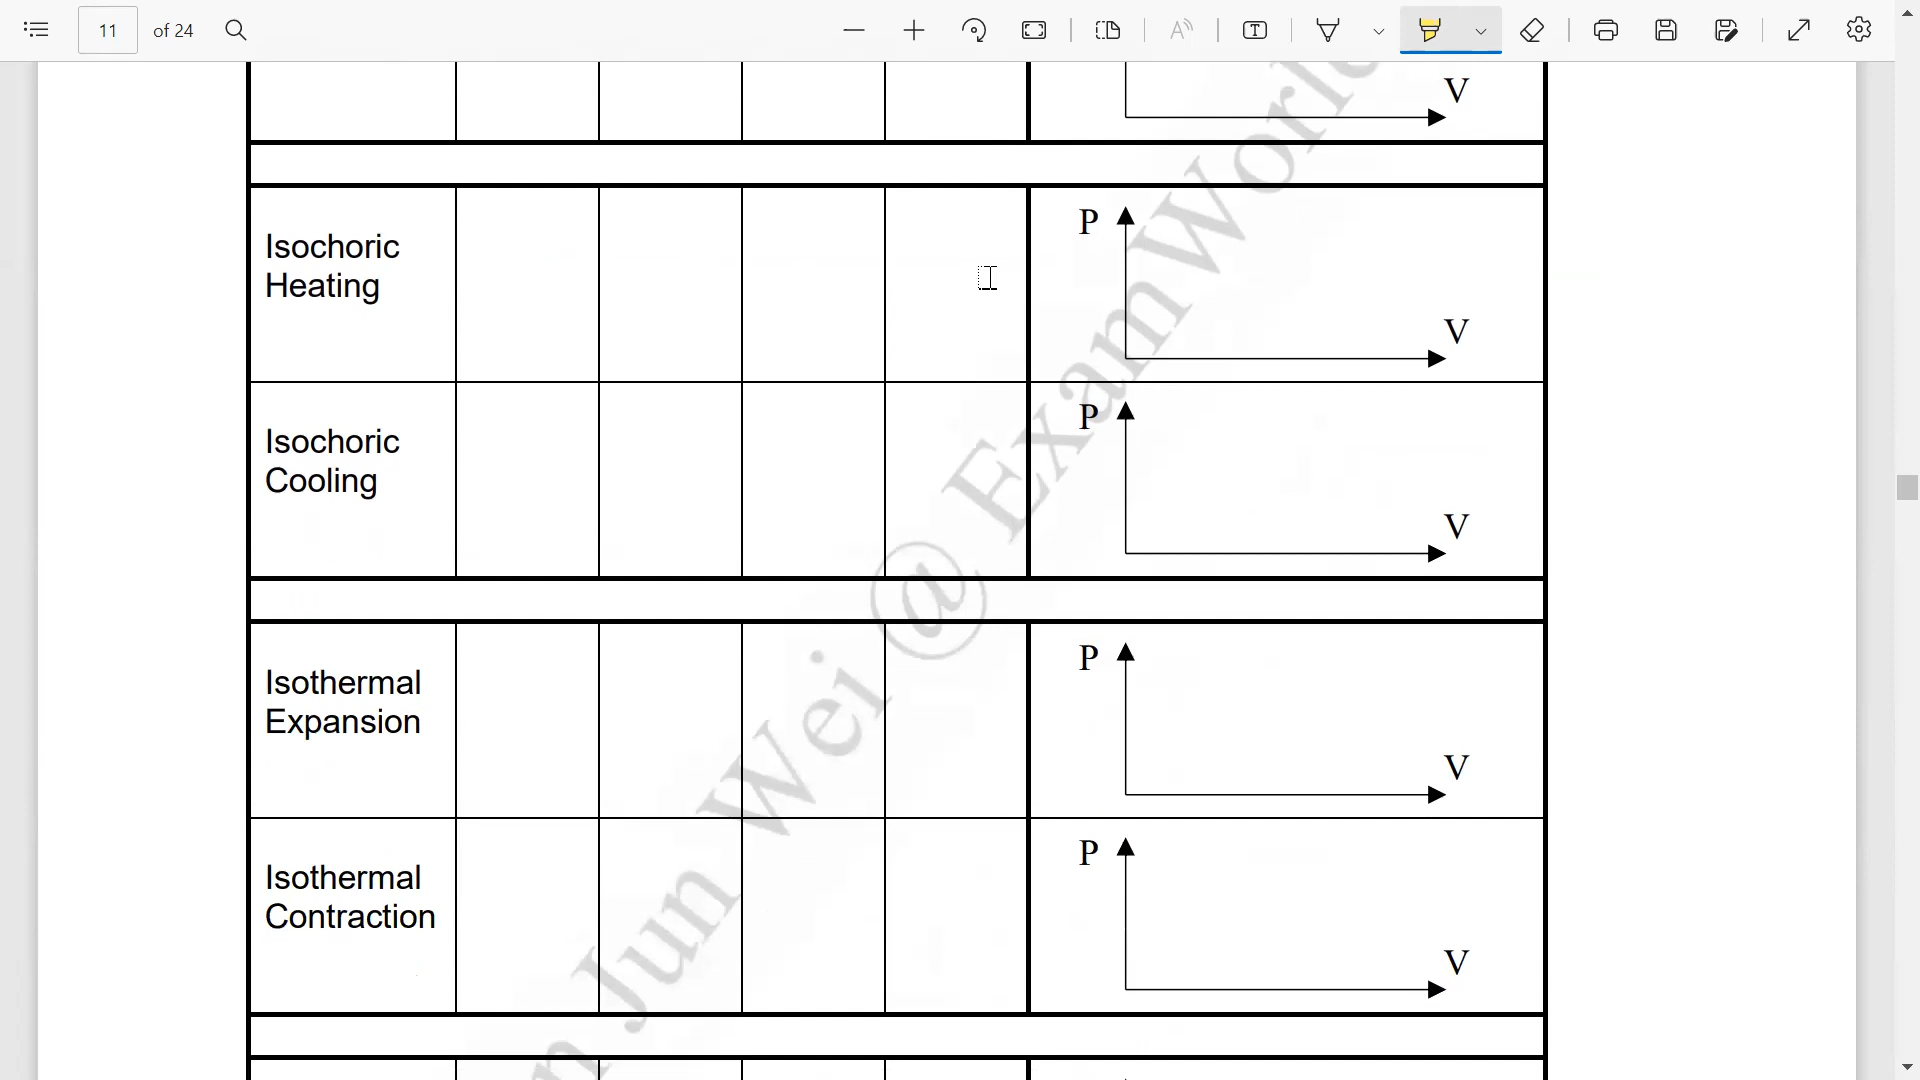 11 of 24
V
P
Isochoric
Heating
V
P
Isochoric
Cooling
V
P
Isothermal
Expansion
V
P
Isothermal
Contraction
V
Jun Wei @ ExamWorld